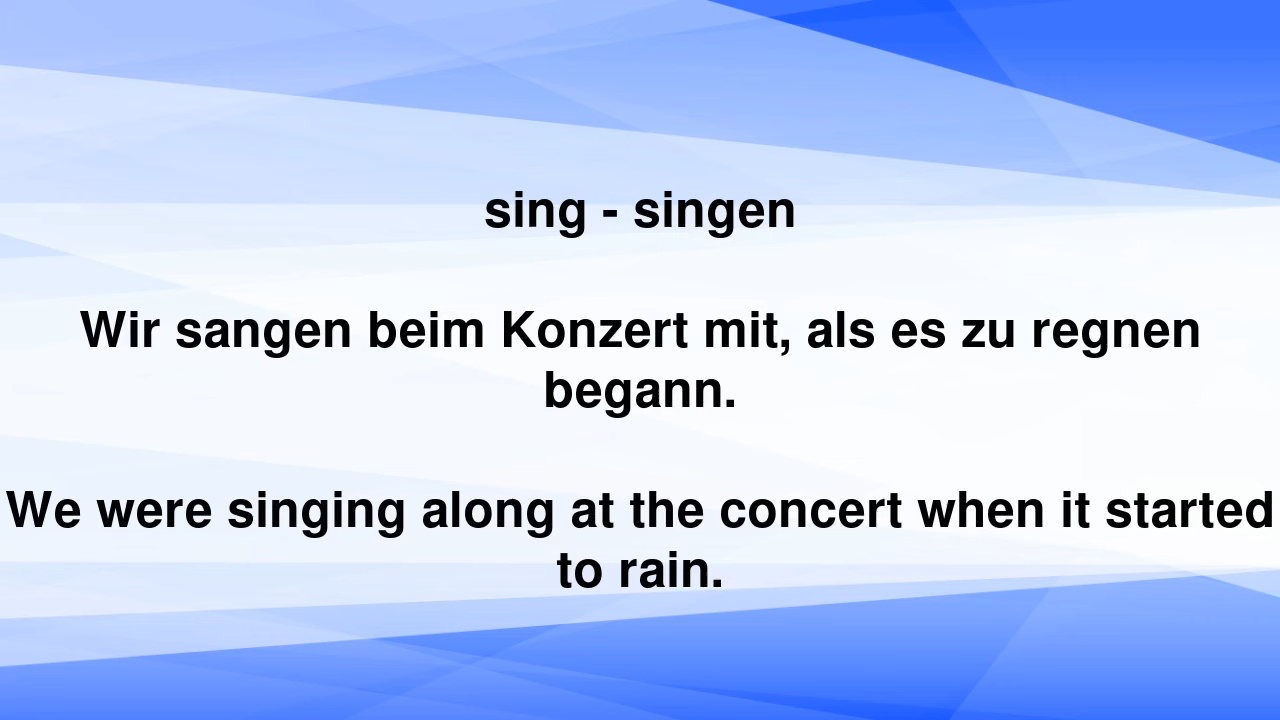 sing - singen
Wir sangen beim Konzert mit, als es zu regnen
begann.
We were singing along at the concert when it started
to rain.